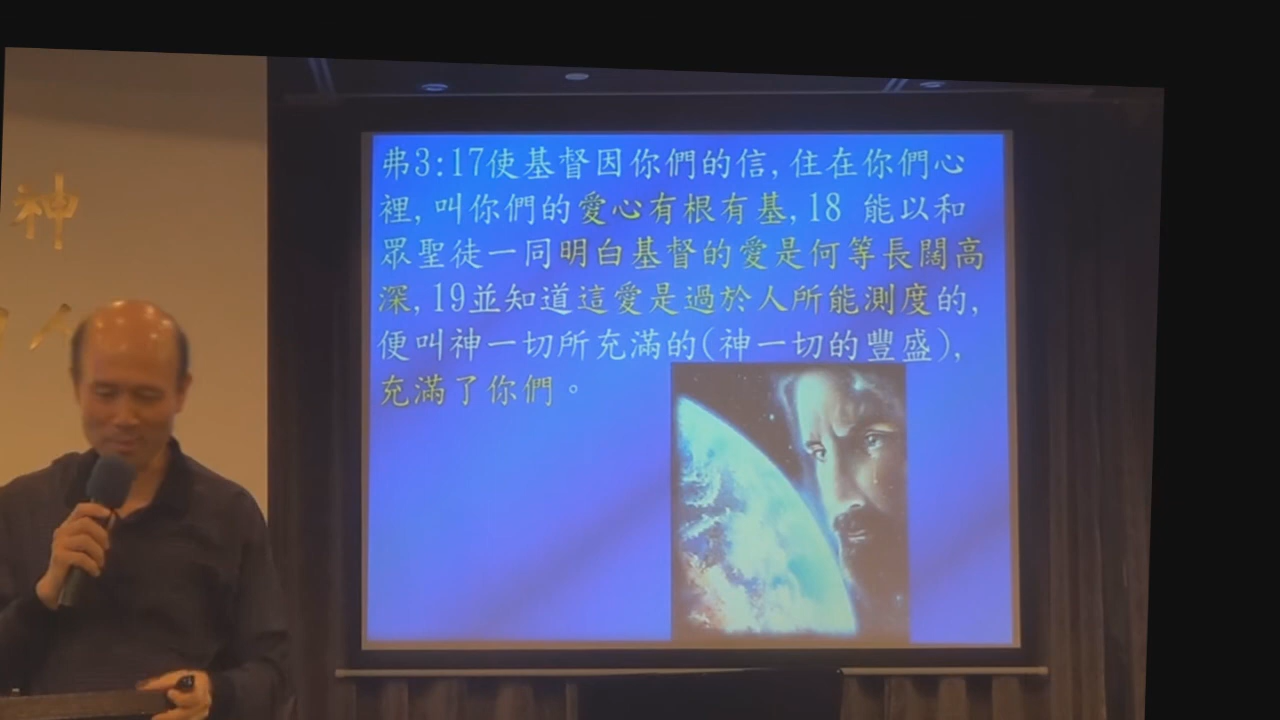 神
人
弗3:17使基督因你們的信,住在你們心
裡,叫你們的愛心有根有基,18 能以和
眾聖徒一同明白基督的愛是何等長闊高
深,19並知道這愛是過於人所能測度的,
便叫神一切所充滿的(神一切的豐盛),
充滿了你們。